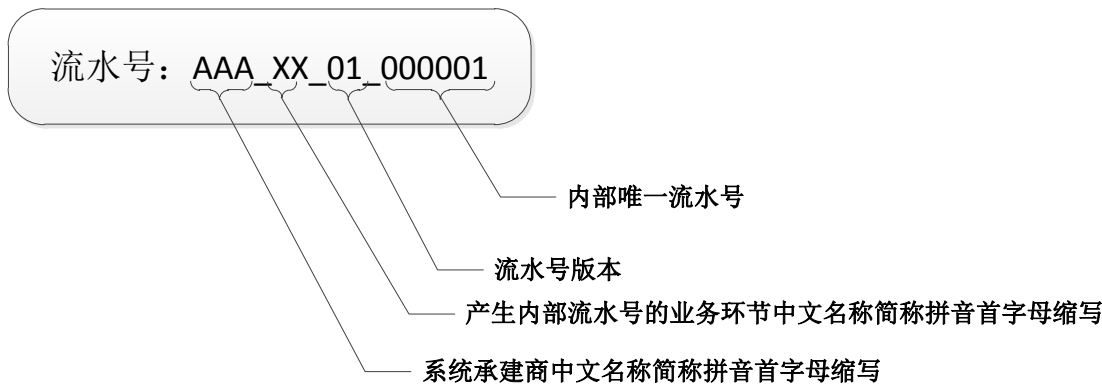 流水号：AAA_XX_01_000001
内部唯一流水号
流水号版本
产生内部流水号的业务环节中文名称简称拼音首字母缩写
系统承建商中文名称简称拼音首字母缩写